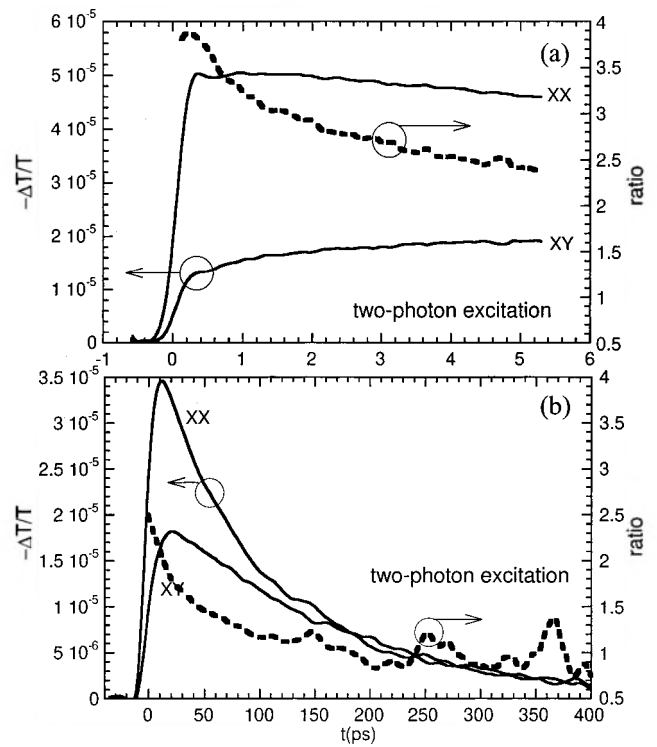 6 10-5
5 10-5
4 10-5
3 10-5
2 10-5
1 10-5
0
-ΔT/T
4
3.5
3
2.5
2
1.5
1
0.5
ratio
(a)
XX
XY
two-photon excitation
-1 0 1 2 3 4 5 6
3.5 10-5
3 10-5
2.5 10-5
2 10-5
1.5 10-5
1 10-5
5 10-6
0
-ΔT/T
4
3.5
3
2.5
2
1.5
1
0.5
ratio
(b)
XX
XY
two-photon excitation
0 50 100 150 200 250 300 350 400
t(ps)